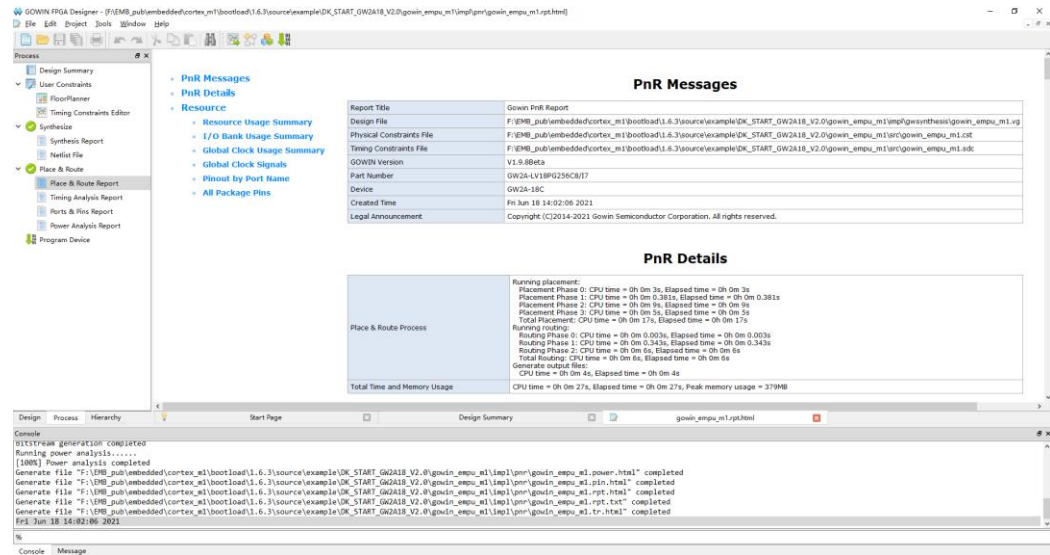 GOWIN FPGA Designer - [F:\EMB_pub\embedded\cortex_m1\bootload\1.6.3\source\example\DK_START_GW2A18_V2.0\gowin_empu_m1\impl\pnr\gowin_empu_m1.rpt.html]
File Edit Project Tools Window Help
Process
Design Summary
User Constraints
FloorPlanner
Timing Constraints Editor
Synthesize
Synthesis Report
Netlist File
Place & Route
Place & Route Report
Timing Analysis Report
Ports & Pins Report
Power Analysis Report
Program Device
PnR Messages
PnR Details
Resource
Resource Usage Summary
I/O Bank Usage Summary
Global Clock Usage Summary
Global Clock Signals
Pinout by Port Name
All Package Pins
PnR Messages
Report Title Gowin PnR Report
Design File F:\EMB_pub\embedded\cortex_m1\bootload\1.6.3\source\example\DK_START_GW2A18_V2.0\gowin_empu_m1\impl\gwsynthesis\gowin_empu_m1.vg
Physical Constraints File F:\EMB_pub\embedded\cortex_m1\bootload\1.6.3\source\example\DK_START_GW2A18_V2.0\gowin_empu_m1\src\gowin_empu_m1.cst
Timing Constraints File F:\EMB_pub\embedded\cortex_m1\bootload\1.6.3\source\example\DK_START_GW2A18_V2.0\gowin_empu_m1\src\gowin_empu_m1.sdc
GOWIN Version V1.9.8Beta
Part Number GW2A-LV18PG256C8/I7
Device GW2A-18C
Created Time Fri Jun 18 14:02:06 2021
Legal Announcement Copyright (C)2014-2021 Gowin Semiconductor Corporation. All rights reserved.
PnR Details
Place & Route Process
Running placement:
Placement Phase 0: CPU time = 0h 0m 3s, Elapsed time = 0h 0m 3s
Placement Phase 1: CPU time = 0h 0m 0.381s, Elapsed time = 0h 0m 0.381s
Placement Phase 2: CPU time = 0h 0m 9s, Elapsed time = 0h 0m 9s
Placement Phase 3: CPU time = 0h 0m 5s, Elapsed time = 0h 0m 5s
Total Placement: CPU time = 0h 0m 17s, Elapsed time = 0h 0m 17s
Running routing:
Routing Phase 0: CPU time = 0h 0m 0.003s, Elapsed time = 0h 0m 0.003s
Routing Phase 1: CPU time = 0h 0m 0.343s, Elapsed time = 0h 0m 0.343s
Routing Phase 2: CPU time = 0h 0m 6s, Elapsed time = 0h 0m 6s
Total Routing: CPU time = 0h 0m 6s, Elapsed time = 0h 0m 6s
Generate output files:
CPU time = 0h 0m 4s, Elapsed time = 0h 0m 4s
Total Time and Memory Usage CPU time = 0h 0m 27s, Elapsed time = 0h 0m 27s, Peak memory usage = 379MB
Design Process Hierarchy Start Page Design Summary gowin_empu_m1.rpt.html
Console
Bitstream generation completed
Running power analysis......
[100%] Power analysis completed
Generate file "F:\EMB_pub\embedded\cortex_m1\bootload\1.6.3\source\example\DK_START_GW2A18_V2.0\gowin_empu_m1\impl\pnr\gowin_empu_m1.power.html" completed
Generate file "F:\EMB_pub\embedded\cortex_m1\bootload\1.6.3\source\example\DK_START_GW2A18_V2.0\gowin_empu_m1\impl\pnr\gowin_empu_m1.pin.html" completed
Generate file "F:\EMB_pub\embedded\cortex_m1\bootload\1.6.3\source\example\DK_START_GW2A18_V2.0\gowin_empu_m1\impl\pnr\gowin_empu_m1.rpt.html" completed
Generate file "F:\EMB_pub\embedded\cortex_m1\bootload\1.6.3\source\example\DK_START_GW2A18_V2.0\gowin_empu_m1\impl\pnr\gowin_empu_m1.rpt.txt" completed
Generate file "F:\EMB_pub\embedded\cortex_m1\bootload\1.6.3\source\example\DK_START_GW2A18_V2.0\gowin_empu_m1\impl\pnr\gowin_empu_m1.tr.html" completed
Fri Jun 18 14:02:06 2021
%
Console Message